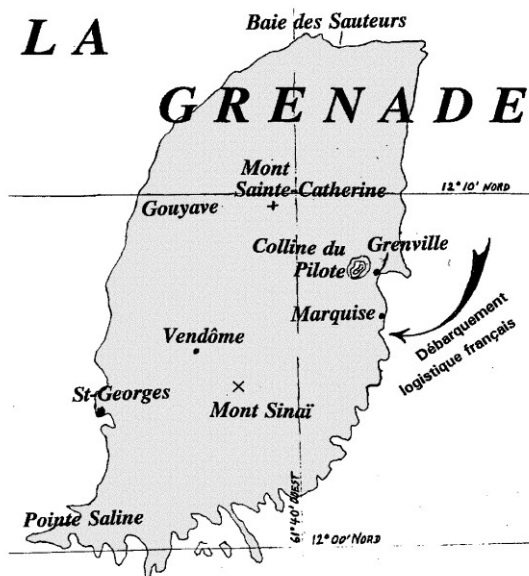 Baie des Sauteurs
LA
GRENADE
Mont
Sainte-Catherine
12° 10' NORD
Gouyave
Colline du
Pilote
Grenville
Marquise
Débarquement
logistique français
Vendôme
St-Georges
Mont Sinaï
61° 40' OUEST
Pointe Saline
12° 00' NORD